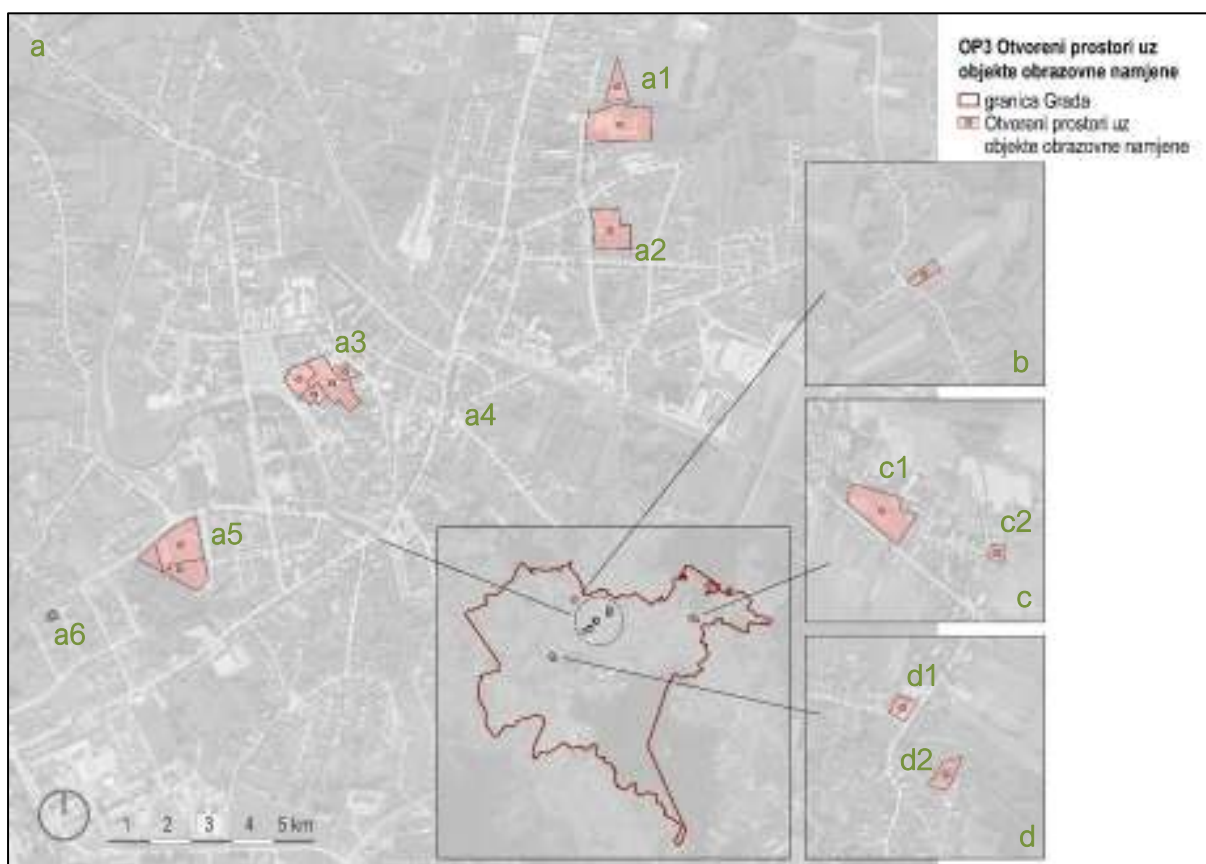 a
a1
a2
a3
a4
a5
a6
OP3 Otvoreni prostori uz
objekte obrazovne namjene
granica Grada
Otvoreni prostori uz
objekte obrazovne namjene
b
c1
c2
c
d1
d2
d
1 2 3 4 5 km